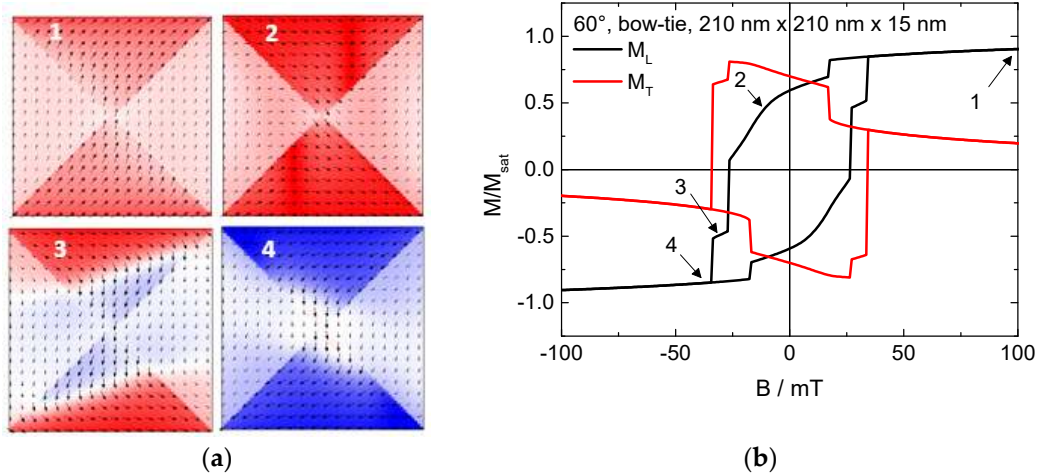 1
2
3
4
(a)
60°, bow-tie, 210 nm x 210 nm x 15 nm
M_L
M_T
1
2
3
4
M/M_sat
1.0
0.5
0.0
-0.5
-1.0
-100 -50 0 50 100
B / mT
(b)